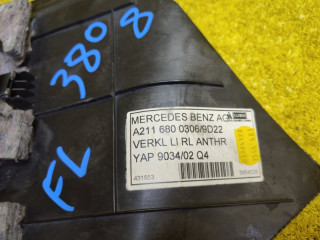 380
8
FL
MERCEDES BENZ AG
A211 680 0306/9D22
VERKL LI RL ANTHR
YAP 9034/02 Q4